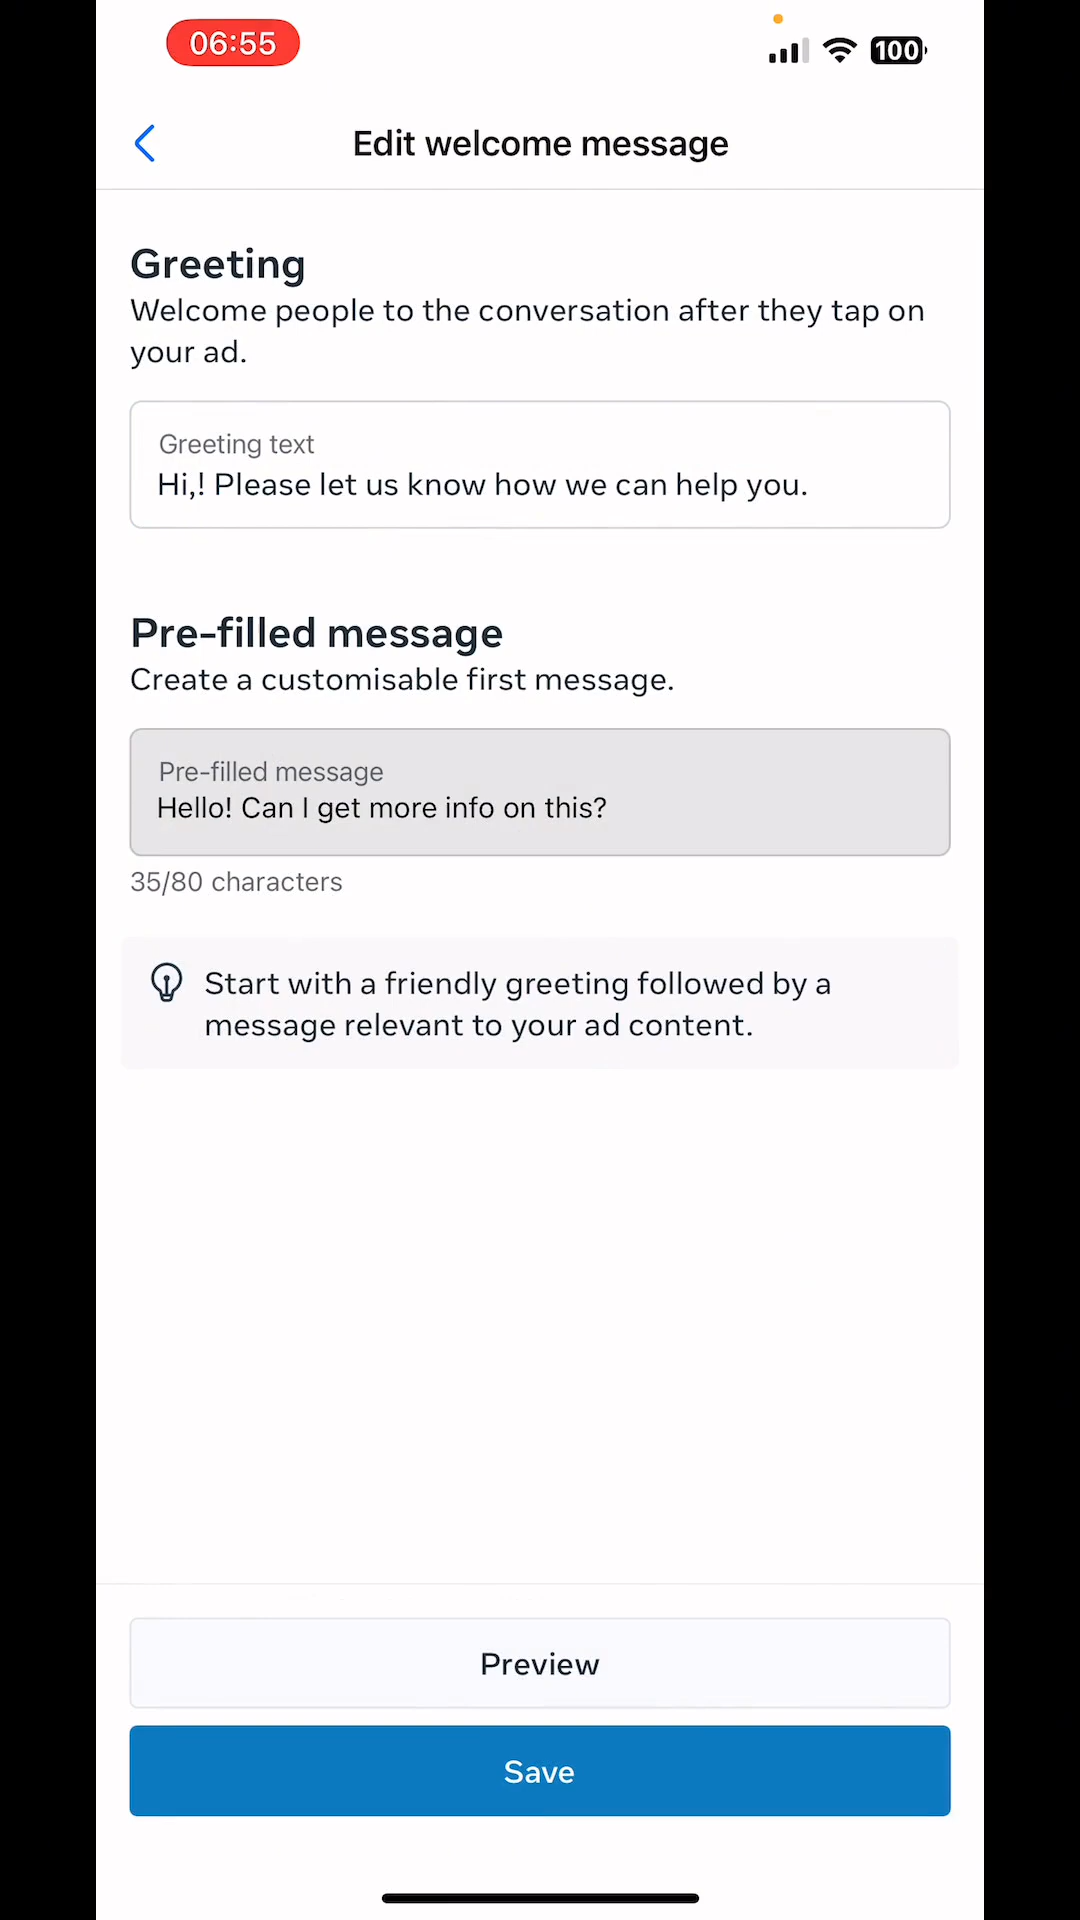 06:55
100
Edit welcome message
Greeting
Welcome people to the conversation after they tap on
your ad.
Greeting text
Hi,! Please let us know how we can help you.
Pre-filled message
Create a customisable first message.
Pre-filled message
Hello! Can I get more info on this?
35/80 characters
Start with a friendly greeting followed by a
message relevant to your ad content.
Preview
Save